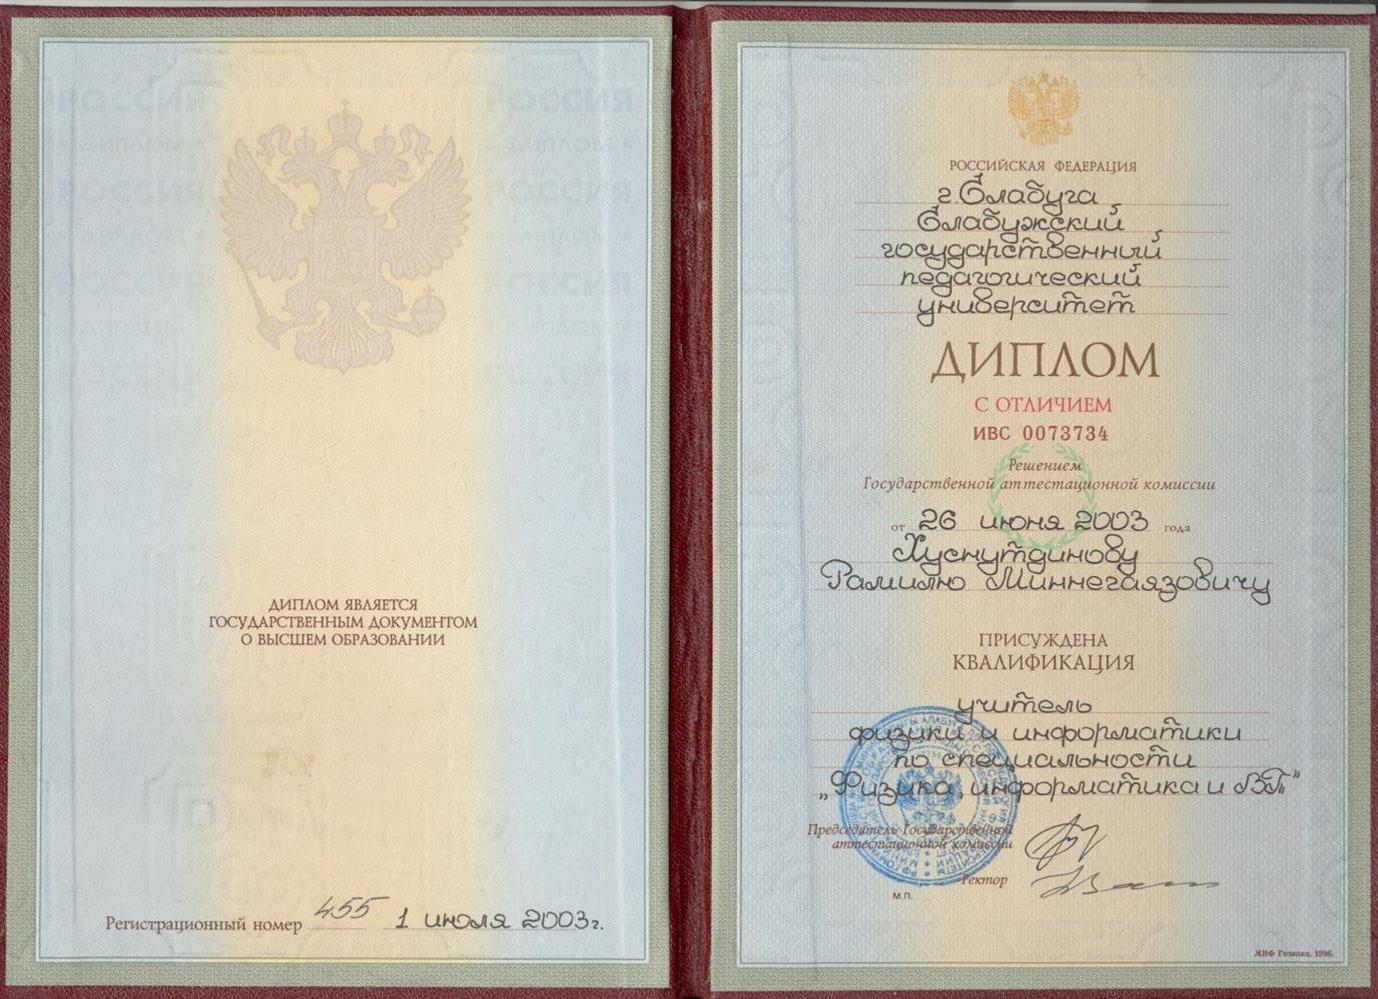 ДИПЛОМ ЯВЛЯЕТСЯ
ГОСУДАРСТВЕННЫМ ДОКУМЕНТОМ
О ВЫСШЕМ ОБРАЗОВАНИИ
Регистрационный номер 455 1 июля 2003г.
РОССИЙСКАЯ ФЕДЕРАЦИЯ
г.Елабуга
Елабужский
государственный
педагогический
университет
ДИПЛОМ
С ОТЛИЧИЕМ
ИВС 0073734
Решением
Государственной аттестационной комиссии
от 26 июня 2003 года
Хуснутдинову
Рамилю Миннегаязовичу
ПРИСУЖДЕНА
КВАЛИФИКАЦИЯ
учитель
физики и информатики
по специальности
„Физика, информатика и ВТ"
Председатель Государственной
аттестационной комиссии
Ректор
м.п.
МПФ Гознака. 1996.